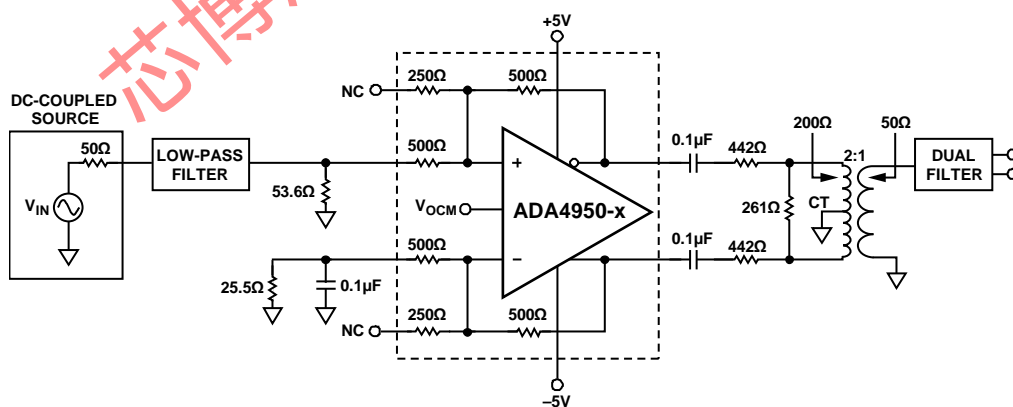 芯博
+5V
250Ω
500Ω
NC
DC-COUPLED
SOURCE
50Ω
LOW-PASS
FILTER
500Ω
0.1µF
442Ω
200Ω
50Ω
2:1
DUAL
FILTER
VIN
53.6Ω
+
VOCM
ADA4950-x
261Ω
CT
500Ω
–
0.1µF
442Ω
25.5Ω
0.1µF
NC
250Ω
500Ω
–5V